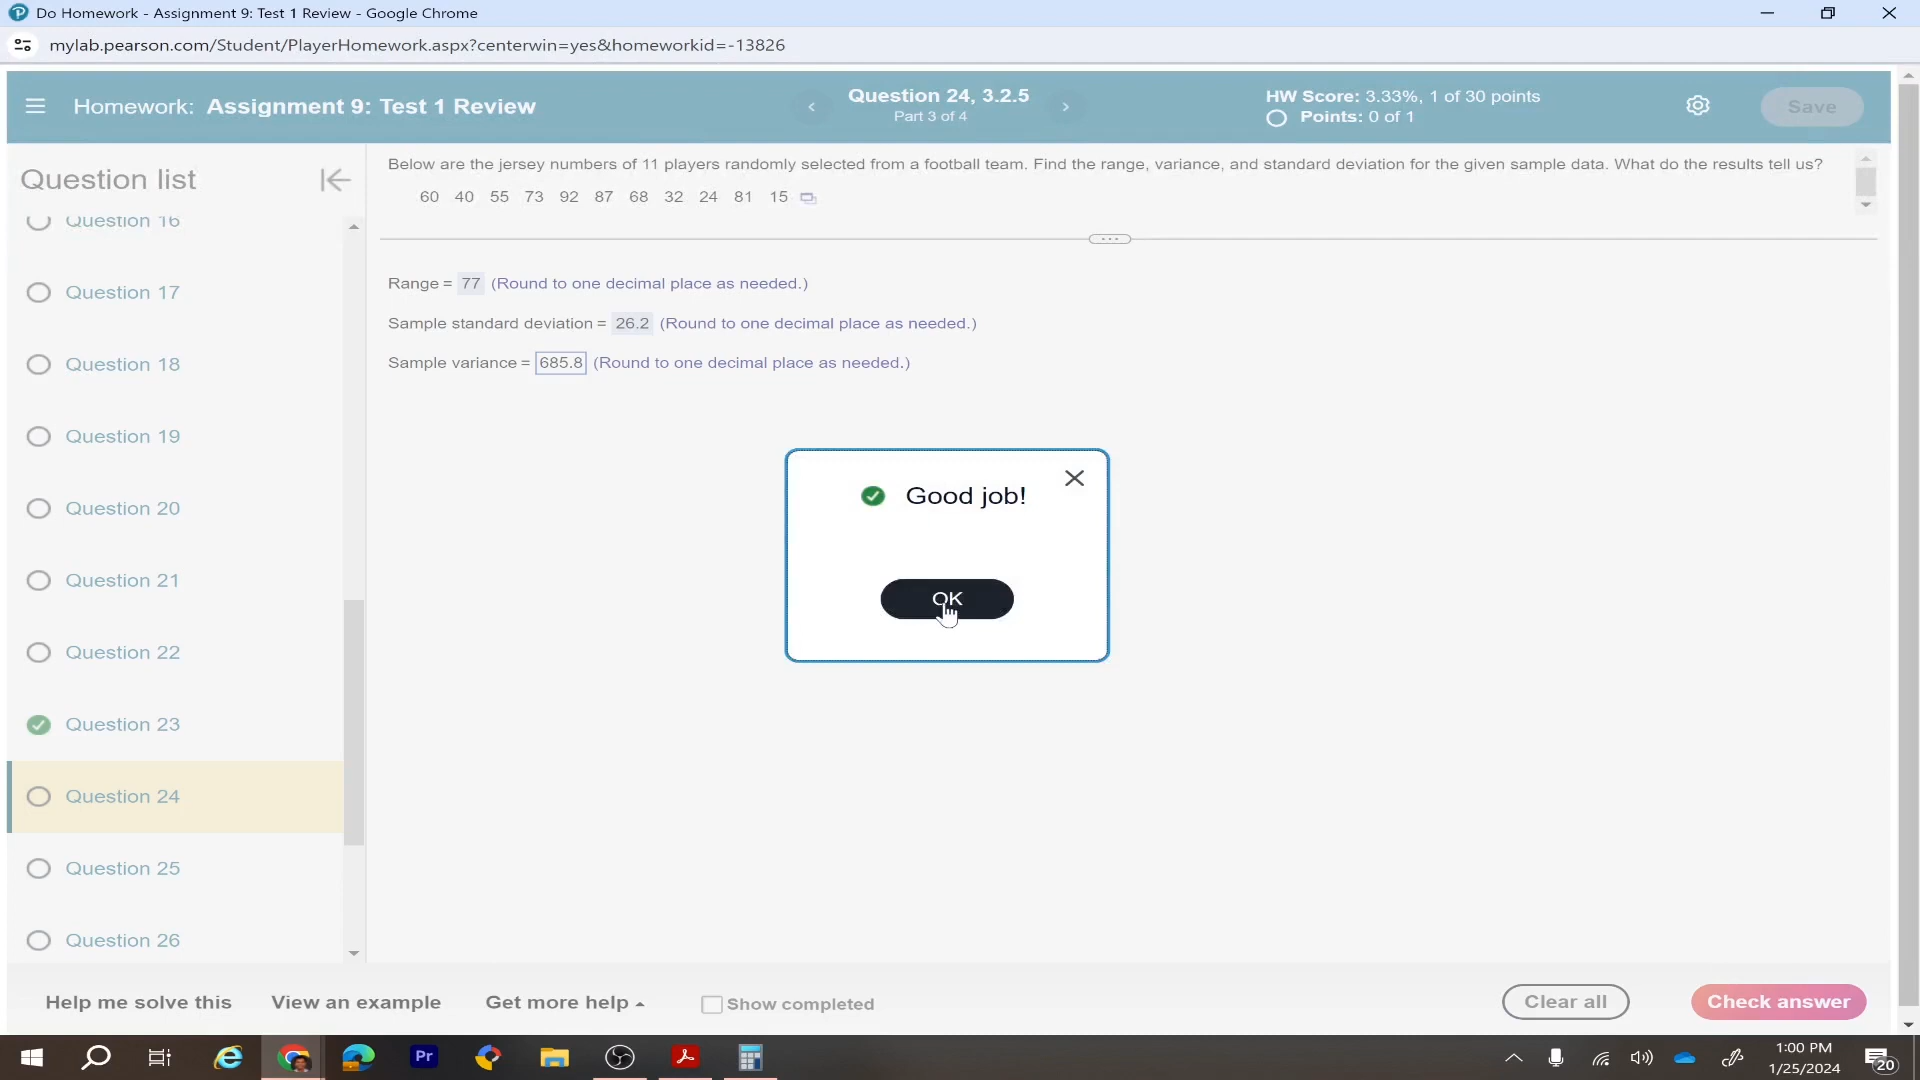 Do Homework - Assignment 9: Test 1 Review - Google Chrome
mylab.pearson.com/Student/PlayerHomework.aspx?centerwin=yes&homeworkid=-13826
Homework: Assignment 9: Test 1 Review
Question 24, 3.2.5
Part 3 of 4
HW Score: 3.33%, 1 of 30 points
Points: 0 of 1
Save
Question list
Question 16
Question 17
Question 18
Question 19
Question 20
Question 21
Question 22
Question 23
Question 24
Question 25
Question 26
Below are the jersey numbers of 11 players randomly selected from a football team. Find the range, variance, and standard deviation for the given sample data. What do the results tell us?
60 40 55 73 92 87 68 32 24 81 15
Range = 77 (Round to one decimal place as needed.)
Sample standard deviation = 26.2 (Round to one decimal place as needed.)
Sample variance = 685.8 (Round to one decimal place as needed.)
Good job!
OK
Help me solve this
View an example
Get more help
Show completed
Clear all
Check answer
Pr
1:00 PM
1/25/2024
20